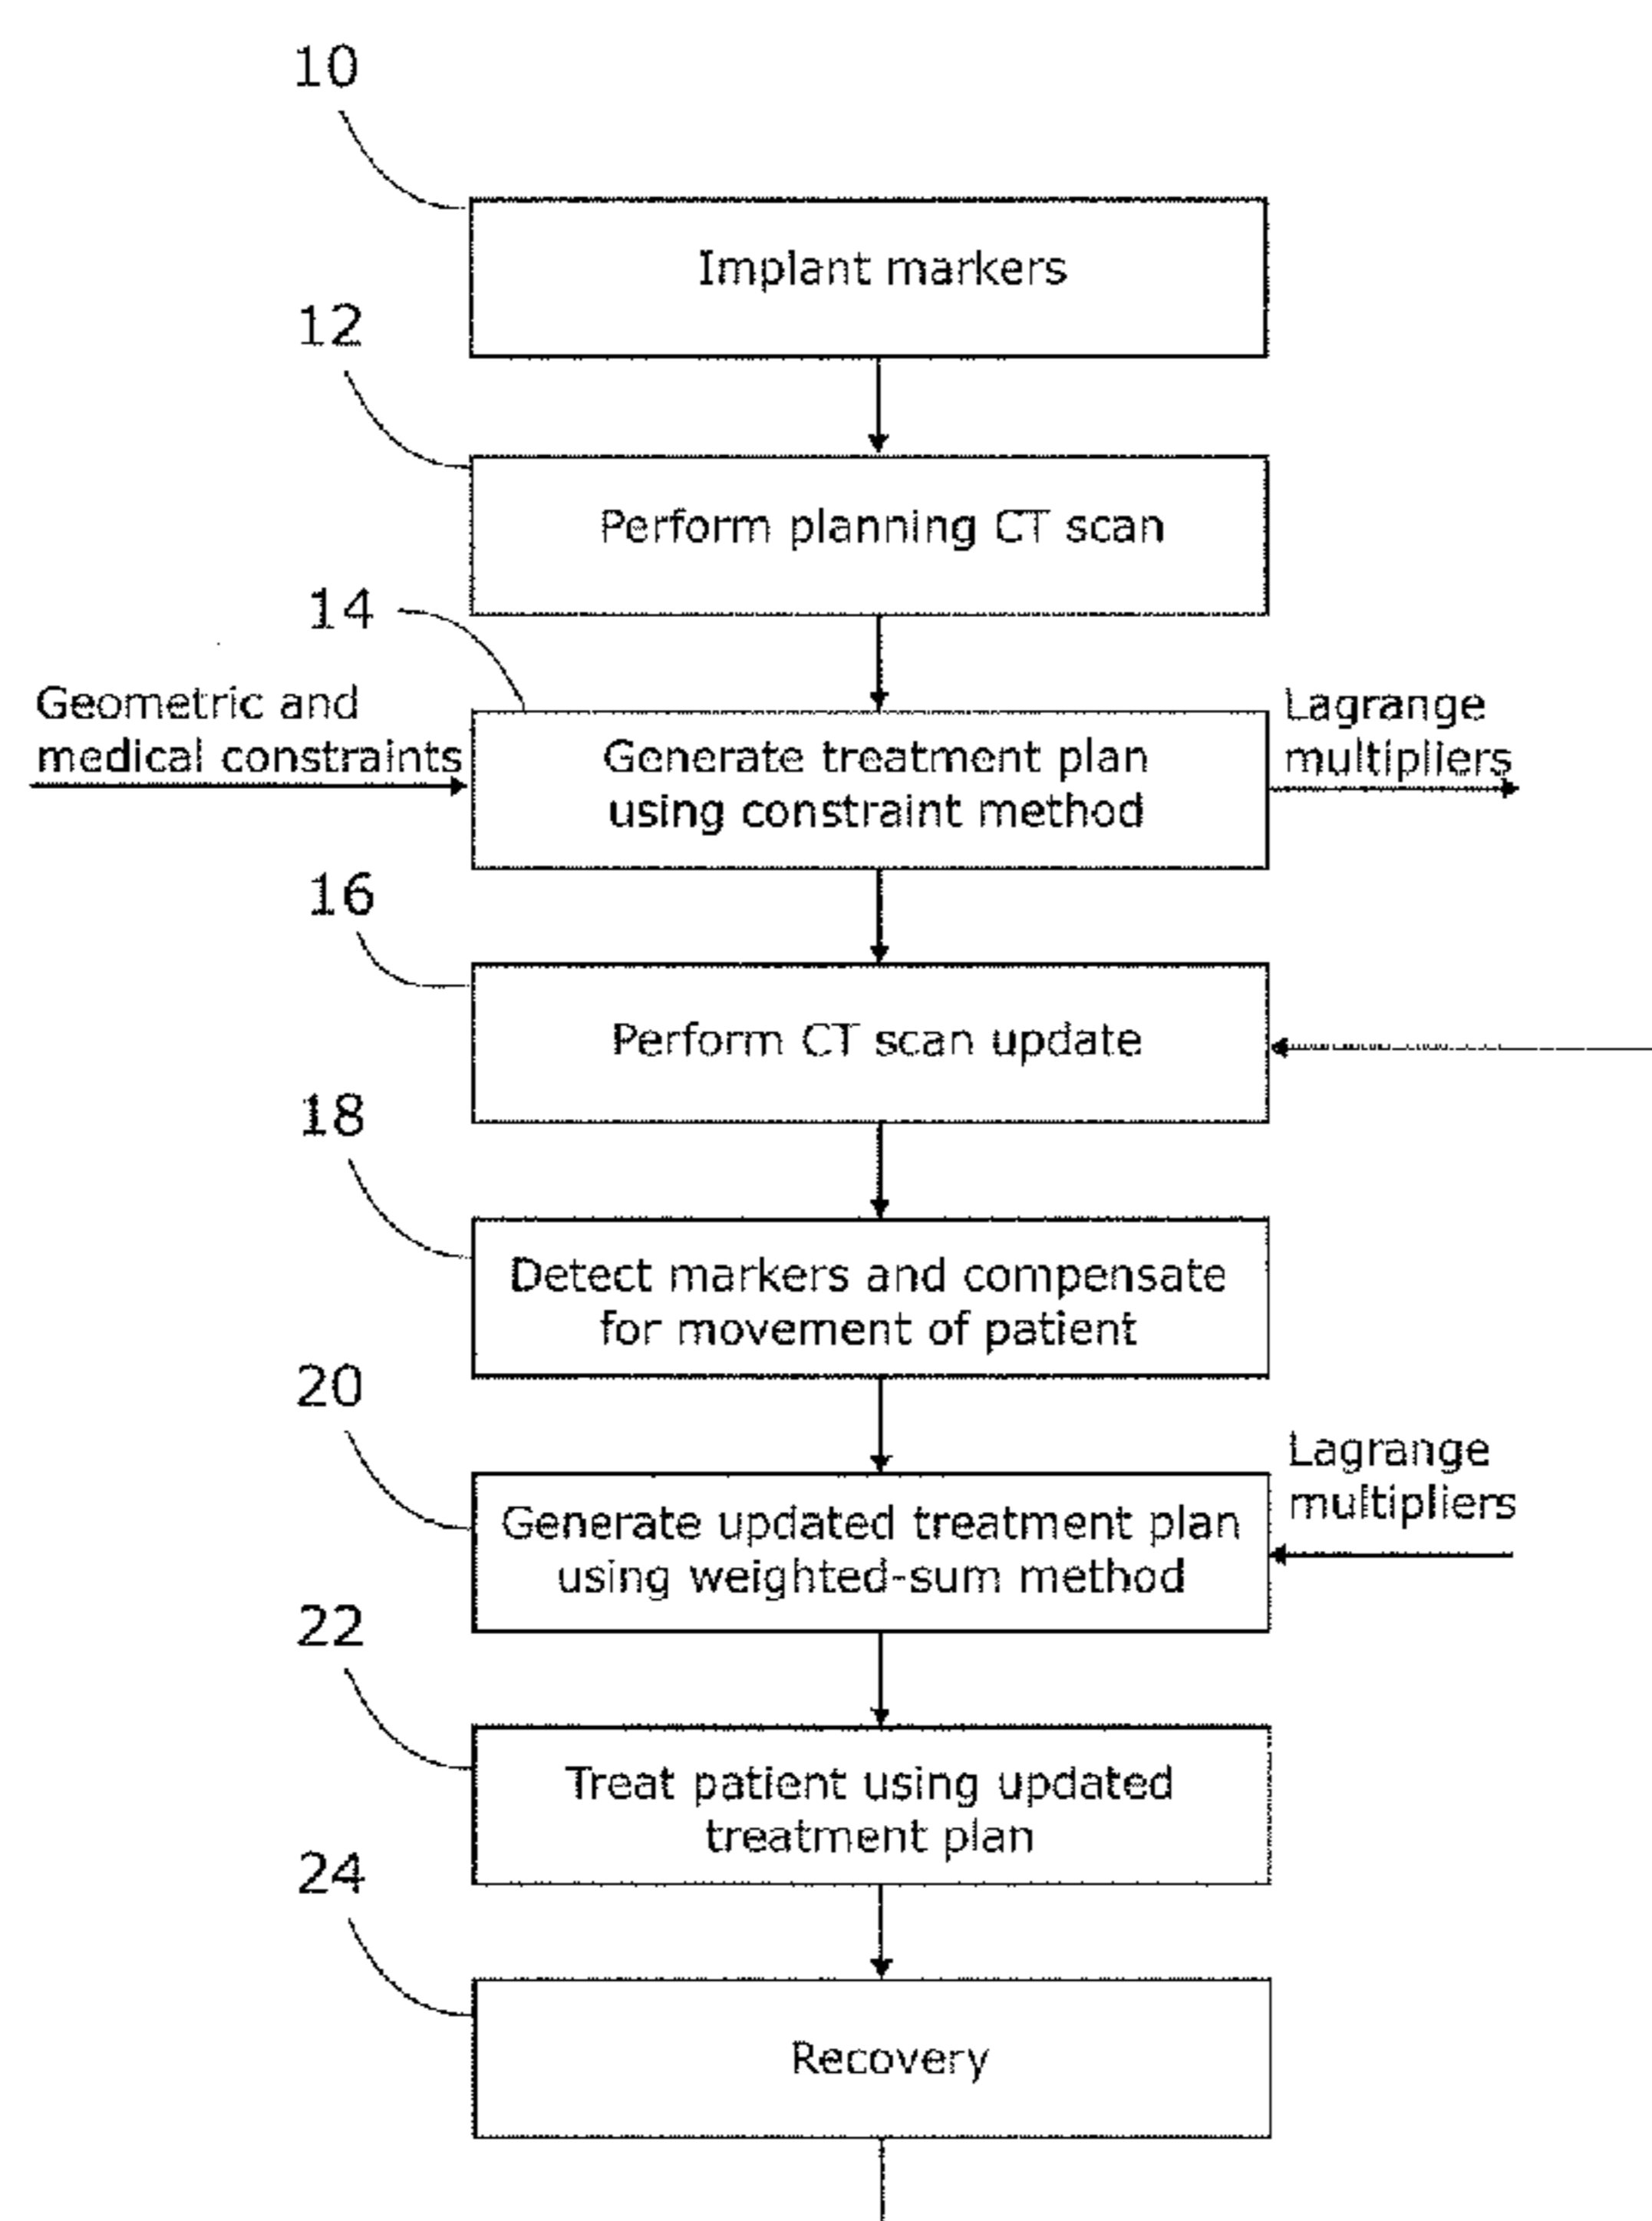 10
Implant markers
12
Perform planning CT scan
14
Geometric and
medical constraints
Generate treatment plan
using constraint method
Lagrange
multipliers
16
Perform CT scan update
18
Detect markers and compensate
for movement of patient
20
Generate updated treatment plan
using weighted-sum method
Lagrange
multipliers
22
Treat patient using updated
treatment plan
24
Recovery